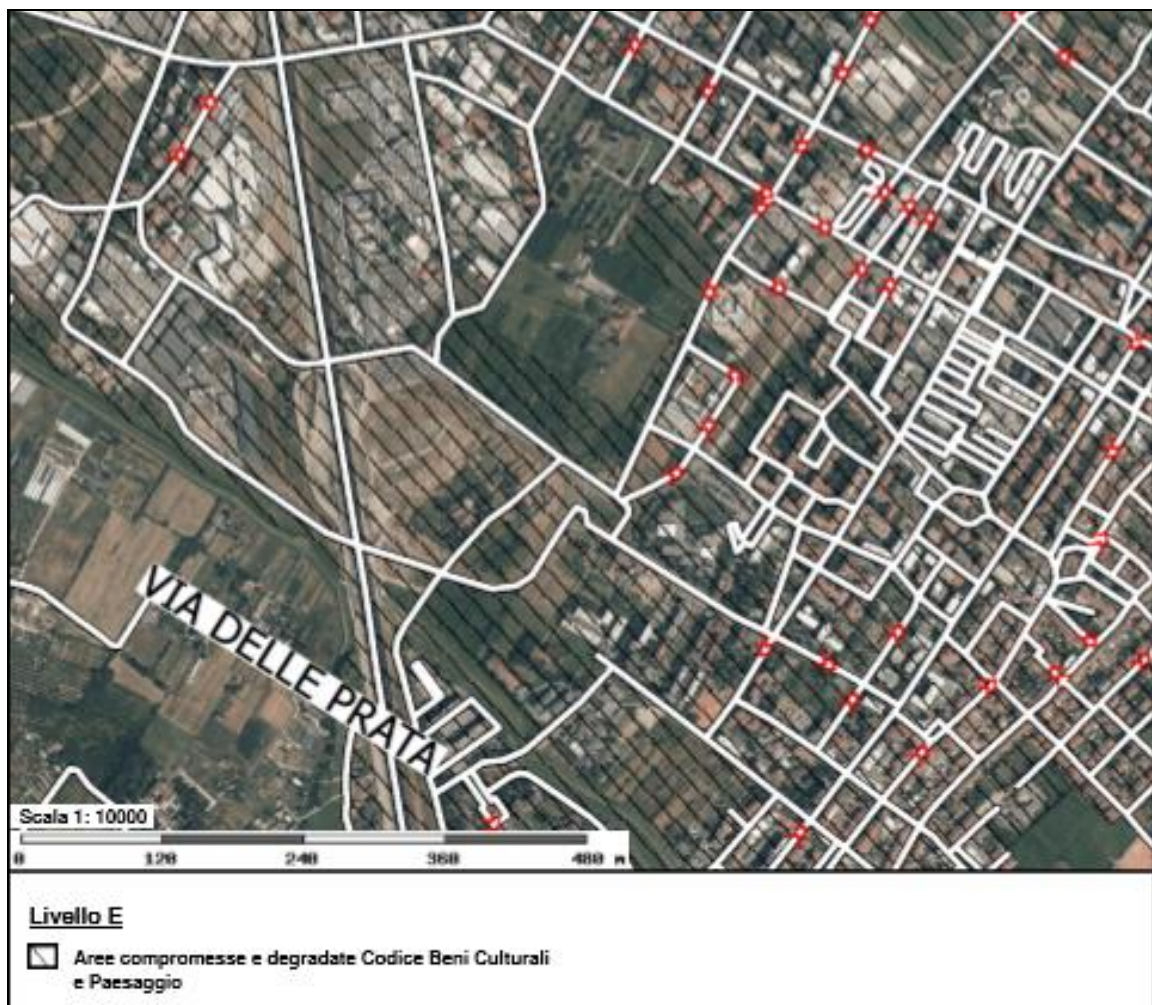 VIA DELLE PRATA
Scala 1: 10000
0 120 240 360 480 m
Livello E
Aree compromesse e degradate Codice Beni Culturali
e Paesaggio